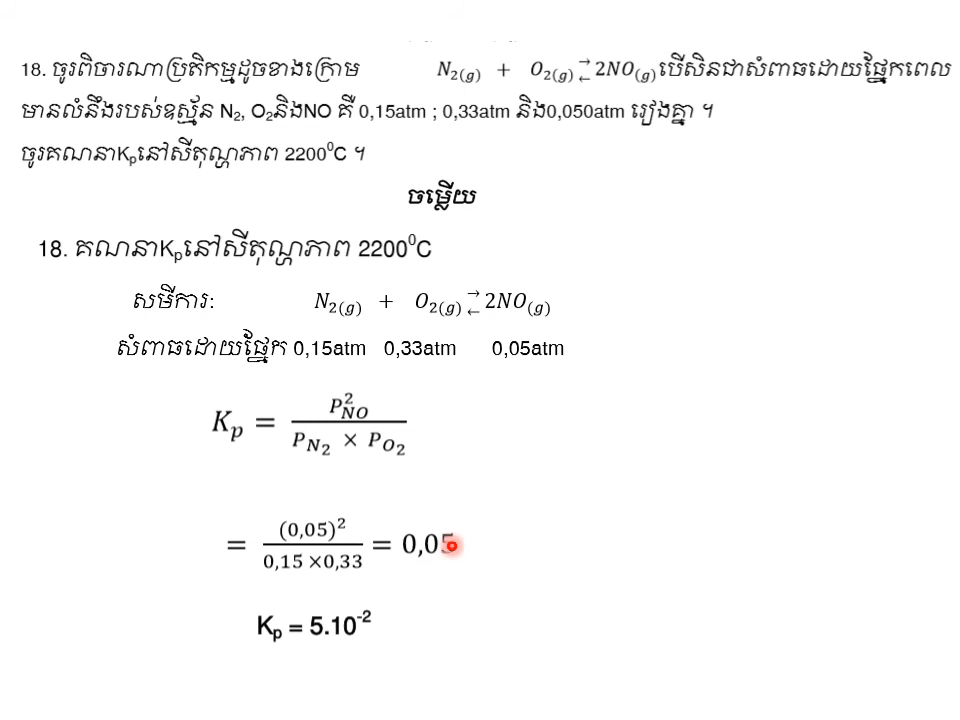 18. ចូរពិចារណាប្រតិកម្មដូចខាងក្រោម N₂₍g₎ + O₂₍g₎ ⇄ 2NO₍g₎ បើសិនជាសំពាធដោយផ្នែកពេល
មានលំនឹងរបស់ឧស្ម័ន N₂, O₂និងNO គឺ 0,15atm ; 0,33atm និង0,050atm រៀងគ្នា ។
ចូរគណនាKₚនៅសីតុណ្ហភាព 2200⁰C ។
ចម្លើយ
18. គណនាKₚនៅសីតុណ្ហភាព 2200⁰C
សមីការ: N₂₍g₎ + O₂₍g₎ ⇄ 2NO₍g₎
សំពាធដោយផ្នែក 0,15atm 0,33atm 0,05atm
Kₚ = P²_NO / (P_N₂ × P_O₂)
= (0,05)² / (0,15 ×0,33) = 0,05
Kₚ = 5.10⁻²